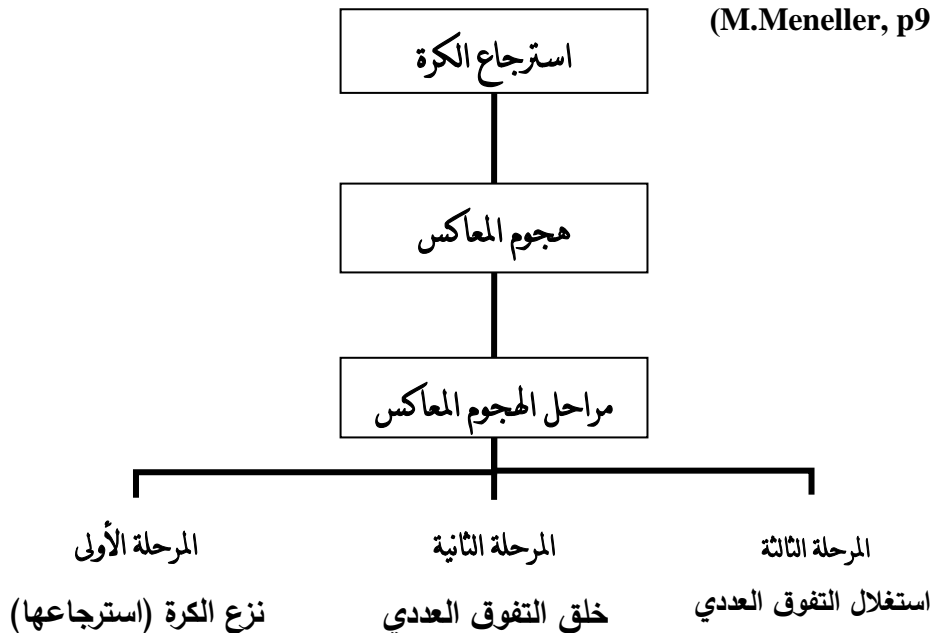 (M.Meneller, p9
استرجاع الكرة
هجوم المعاكس
مراحل الهجوم المعاكس
المرحلة الأولى
نزع الكرة (استرجاعها)
المرحلة الثانية
خلق التفوق العددي
المرحلة الثالثة
استغلال التفوق العددي